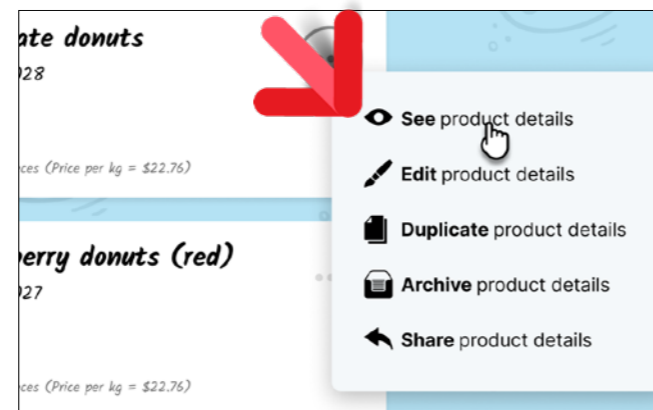 ate donuts
028
ces (Price per kg = $22.76)
See product details
Edit product details
Duplicate product details
Archive product details
Share product details
erry donuts (red)
027
ces (Price per kg = $22.76)